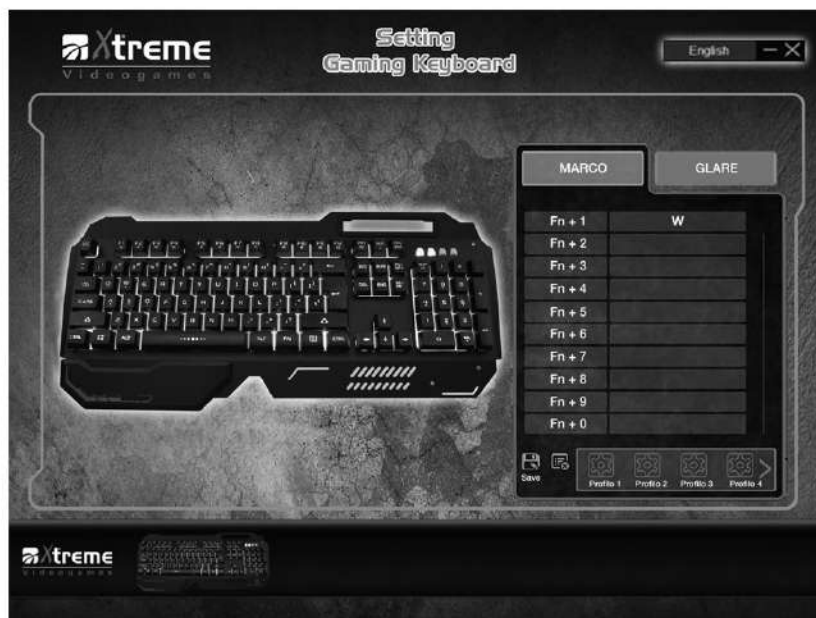 Xtreme
Videogames
Setting
Gaming Keyboard
English
MARCO
GLARE
Fn + 1
W
Fn + 2
Fn + 3
Fn + 4
Fn + 5
Fn + 6
Fn + 7
Fn + 8
Fn + 9
Fn + 0
Save
Profilo 1
Profilo 2
Profilo 3
Profilo 4
Xtreme
Videogames